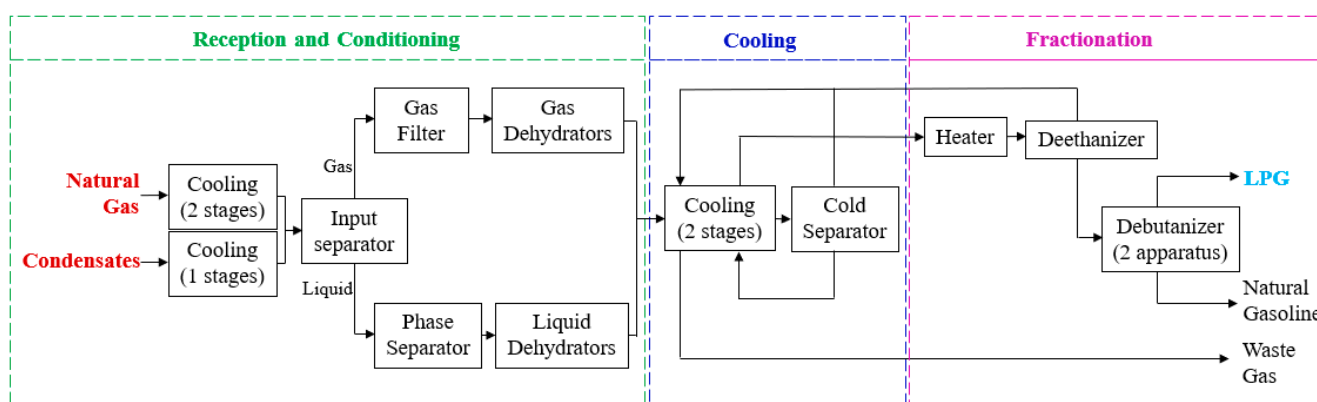 Reception and Conditioning
Cooling
Fractionation
Gas
Filter
Gas
Dehydrators
Heater
Deethanizer
Gas
Natural
Gas
Cooling
(2 stages)
LPG
Input
separator
Cooling
(2 stages)
Cold
Separator
Debutanizer
(2 apparatus)
Condensates
Cooling
(1 stages)
Liquid
Natural
Gasoline
Phase
Separator
Liquid
Dehydrators
Waste
Gas